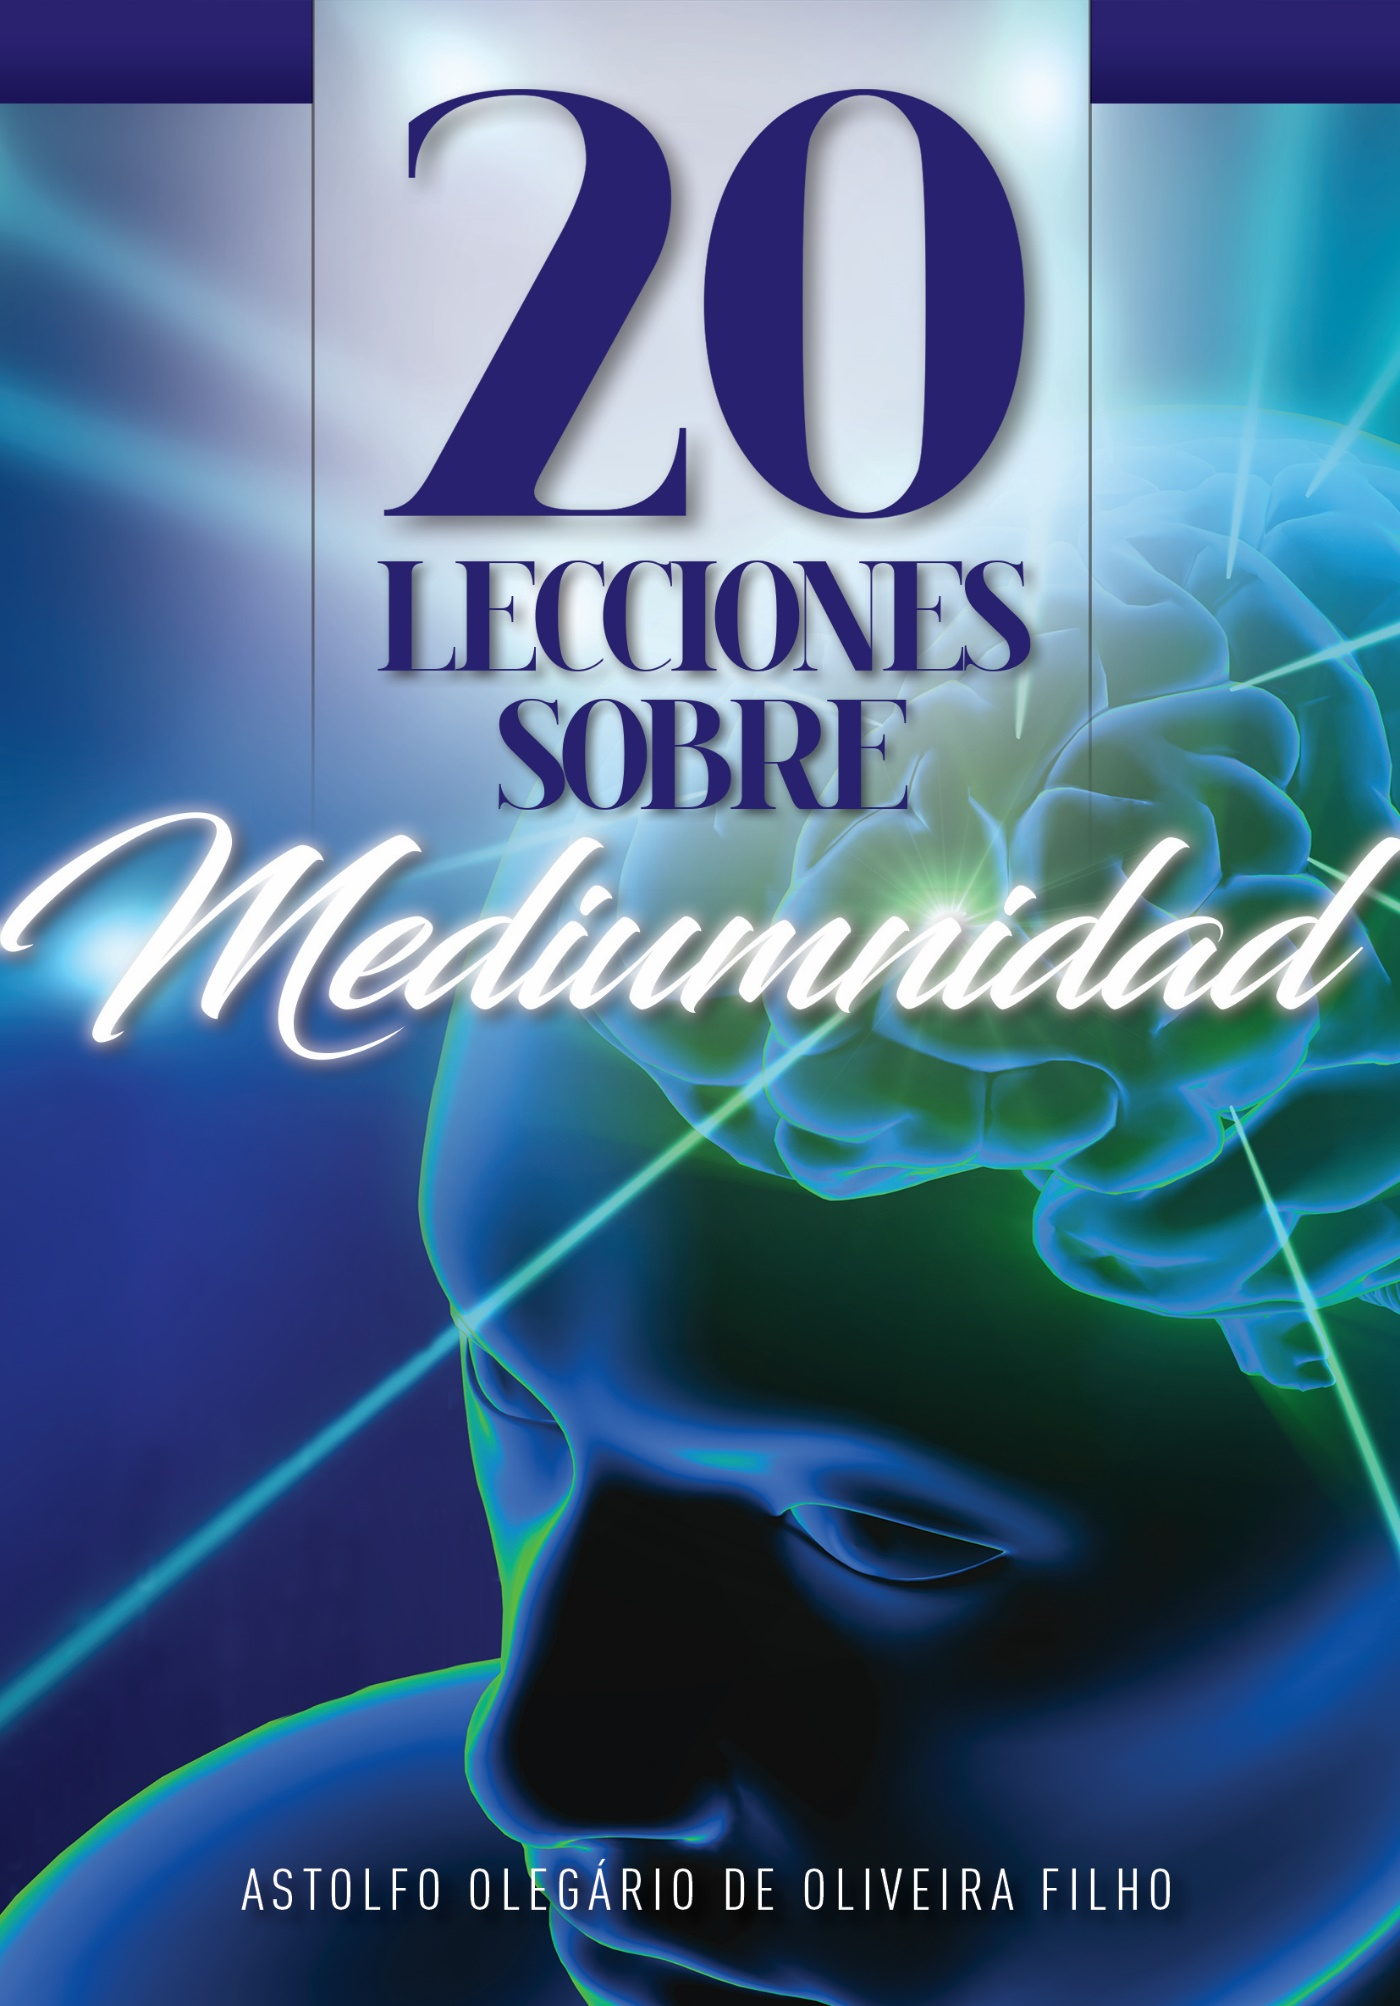 20
LECCIONES
SOBRE
Mediumnidad
ASTOLFO OLEGÁRIO DE OLIVEIRA FILHO